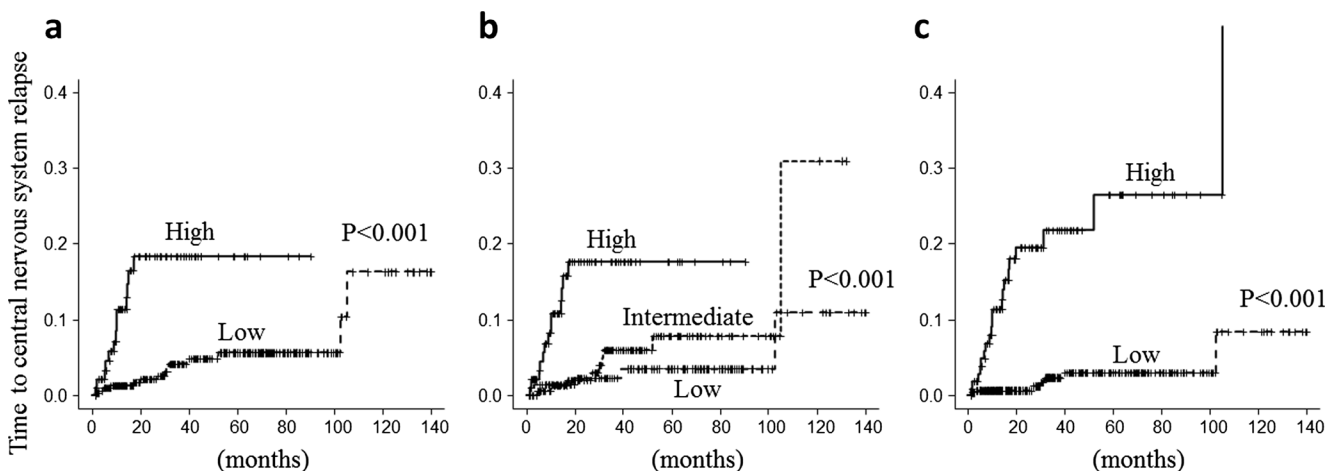 Time to central nervous system relapse
a
0.4
0.3
0.2
0.1
0.0
High
P<0.001
Low
0 20 40 60 80 100 120 140
(months)
b
0.4
0.3
0.2
0.1
0.0
High
P<0.001
Intermediate
Low
0 20 40 60 80 100 120 140
(months)
c
0.4
0.3
0.2
0.1
0.0
High
P<0.001
Low
0 20 40 60 80 100 120 140
(months)